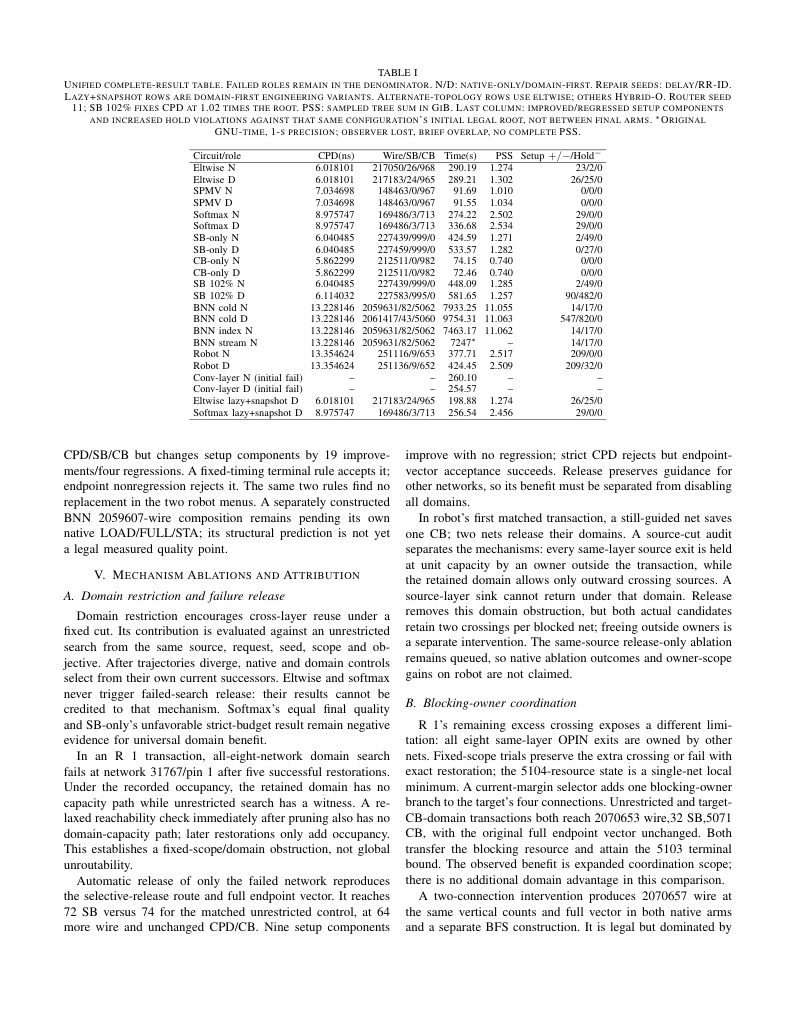 TABLE I
UNIFIED COMPLETE-RESULT TABLE. FAILED ROLES REMAIN IN THE DENOMINATOR. N/D: NATIVE-ONLY/DOMAIN-FIRST. REPAIR SEEDS: DELAY/RR-ID.
LAZY+SNAPSHOT ROWS ARE DOMAIN-FIRST ENGINEERING VARIANTS. ALTERNATE-TOPOLOGY ROWS USE ELTWISE; OTHERS HYBRID-O. ROUTER SEED
11; SB 102% FIXES CPD AT 1.02 TIMES THE ROOT. PSS: SAMPLED TREE SUM IN GIB. LAST COLUMN: IMPROVED/REGRESSED SETUP COMPONENTS
AND INCREASED HOLD VIOLATIONS AGAINST THAT SAME CONFIGURATION'S INITIAL LEGAL ROOT, NOT BETWEEN FINAL ARMS. *ORIGINAL
GNU-TIME, 1-S PRECISION; OBSERVER LOST, BRIEF OVERLAP, NO COMPLETE PSS.
Circuit/role CPD(ns) Wire/SB/CB Time(s) PSS Setup +/−/Hold−
Eltwise N 6.018101 217050/26/968 290.19 1.274 23/2/0
Eltwise D 6.018101 217183/24/965 289.21 1.302 26/25/0
SPMV N 7.034698 148463/0/967 91.69 1.010 0/0/0
SPMV D 7.034698 148463/0/967 91.55 1.034 0/0/0
Softmax N 8.975747 169486/3/713 274.22 2.502 29/0/0
Softmax D 8.975747 169486/3/713 336.68 2.534 29/0/0
SB-only N 6.040485 227439/999/0 424.59 1.271 2/49/0
SB-only D 6.040485 227459/999/0 533.57 1.282 0/27/0
CB-only N 5.862299 212511/0/982 74.15 0.740 0/0/0
CB-only D 5.862299 212511/0/982 72.46 0.740 0/0/0
SB 102% N 6.040485 227439/999/0 448.09 1.285 2/49/0
SB 102% D 6.114032 227583/995/0 581.65 1.257 90/482/0
BNN cold N 13.228146 2059631/82/5062 7933.25 11.055 14/17/0
BNN cold D 13.228146 2061417/43/5060 9754.31 11.063 547/820/0
BNN index N 13.228146 2059631/82/5062 7463.17 11.062 14/17/0
BNN stream N 13.228146 2059631/82/5062 7247* – 14/17/0
Robot N 13.354624 251116/9/653 377.71 2.517 209/0/0
Robot D 13.354624 251136/9/652 424.45 2.509 209/32/0
Conv-layer N (initial fail) – – 260.10 – –
Conv-layer D (initial fail) – – 254.57 – –
Eltwise lazy+snapshot D 6.018101 217183/24/965 198.88 1.274 26/25/0
Softmax lazy+snapshot D 8.975747 169486/3/713 256.54 2.456 29/0/0
CPD/SB/CB but changes setup components by 19 improve-
ments/four regressions. A fixed-timing terminal rule accepts it;
endpoint nonregression rejects it. The same two rules find no
replacement in the two robot menus. A separately constructed
BNN 2059607-wire composition remains pending its own
native LOAD/FULL/STA; its structural prediction is not yet
a legal measured quality point.
V. MECHANISM ABLATIONS AND ATTRIBUTION
A. Domain restriction and failure release
Domain restriction encourages cross-layer reuse under a
fixed cut. Its contribution is evaluated against an unrestricted
search from the same source, request, seed, scope and ob-
jective. After trajectories diverge, native and domain controls
select from their own current successors. Eltwise and softmax
never trigger failed-search release: their results cannot be
credited to that mechanism. Softmax's equal final quality
and SB-only's unfavorable strict-budget result remain negative
evidence for universal domain benefit.
In an R 1 transaction, all-eight-network domain search
fails at network 31767/pin 1 after five successful restorations.
Under the recorded occupancy, the retained domain has no
capacity path while unrestricted search has a witness. A re-
laxed reachability check immediately after pruning also has no
domain-capacity path; later restorations only add occupancy.
This establishes a fixed-scope/domain obstruction, not global
unroutability.
Automatic release of only the failed network reproduces
the selective-release route and full endpoint vector. It reaches
72 SB versus 74 for the matched unrestricted control, at 64
more wire and unchanged CPD/CB. Nine setup components
improve with no regression; strict CPD rejects but endpoint-
vector acceptance succeeds. Release preserves guidance for
other networks, so its benefit must be separated from disabling
all domains.
In robot's first matched transaction, a still-guided net saves
one CB; two nets release their domains. A source-cut audit
separates the mechanisms: every same-layer source exit is held
at unit capacity by an owner outside the transaction, while
the retained domain allows only outward crossing sources. A
source-layer sink cannot return under that domain. Release
removes this domain obstruction, but both actual candidates
retain two crossings per blocked net; freeing outside owners is
a separate intervention. The same-source release-only ablation
remains queued, so native ablation outcomes and owner-scope
gains on robot are not claimed.
B. Blocking-owner coordination
R 1's remaining excess crossing exposes a different limi-
tation: all eight same-layer OPIN exits are owned by other
nets. Fixed-scope trials preserve the extra crossing or fail with
exact restoration; the 5104-resource state is a single-net local
minimum. A current-margin selector adds one blocking-owner
branch to the target's four connections. Unrestricted and target-
CB-domain transactions both reach 2070653 wire,32 SB,5071
CB, with the original full endpoint vector unchanged. Both
transfer the blocking resource and attain the 5103 terminal
bound. The observed benefit is expanded coordination scope;
there is no additional domain advantage in this comparison.
A two-connection intervention produces 2070657 wire at
the same vertical counts and full vector in both native arms
and a separate BFS construction. It is legal but dominated by